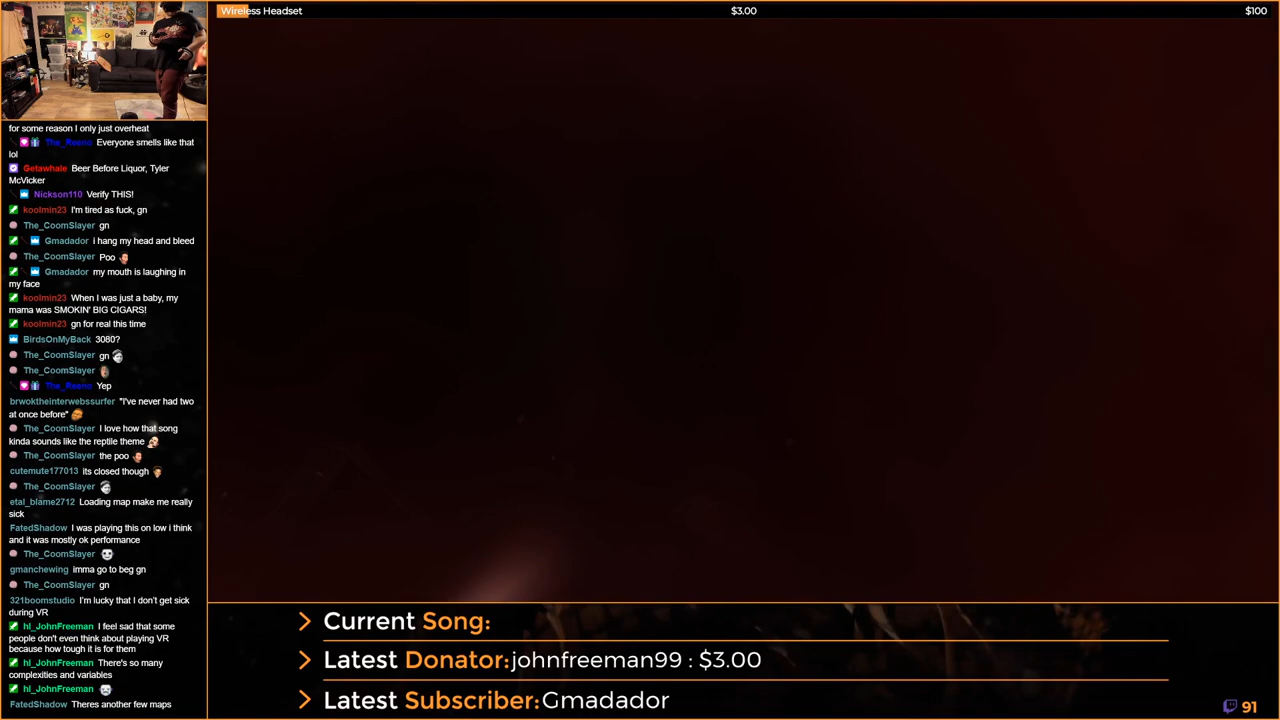 Wireless Headset
$3.00
$100
for some reason I only just overheat
The_Reeno Everyone smells like that
lol
Getawhale Beer Before Liquor, Tyler
McVicker
Nickson110 Verify THIS!
koolmin23 I'm tired as fuck, gn
The_CoomSlayer gn
Gmadador i hang my head and bleed
The_CoomSlayer Poo
Gmadador my mouth is laughing in
my face
koolmin23 When I was just a baby, my
mama was SMOKIN' BIG CIGARS!
koolmin23 gn for real this time
BirdsOnMyBack 3080?
The_CoomSlayer gn
The_CoomSlayer
The_Reeno Yep
brwoktheinterwebssurfer "I've never had two
at once before"
The_CoomSlayer I love how that song
kinda sounds like the reptile theme
The_CoomSlayer the poo
cutemute177013 its closed though
The_CoomSlayer
etal_blame2712 Loading map make me really
sick
FatedShadow I was playing this on low i think
and it was mostly ok performance
The_CoomSlayer
gmanchewing imma go to beg gn
The_CoomSlayer gn
321boomstudio I'm lucky that I don't get sick
during VR
hl_JohnFreeman I feel sad that some
people don't even think about playing VR
because how tough it is for them
hl_JohnFreeman There's so many
complexities and variables
hl_JohnFreeman
FatedShadow Theres another few maps
Current Song:
Latest Donator: johnfreeman99 : $3.00
Latest Subscriber: Gmadador
91